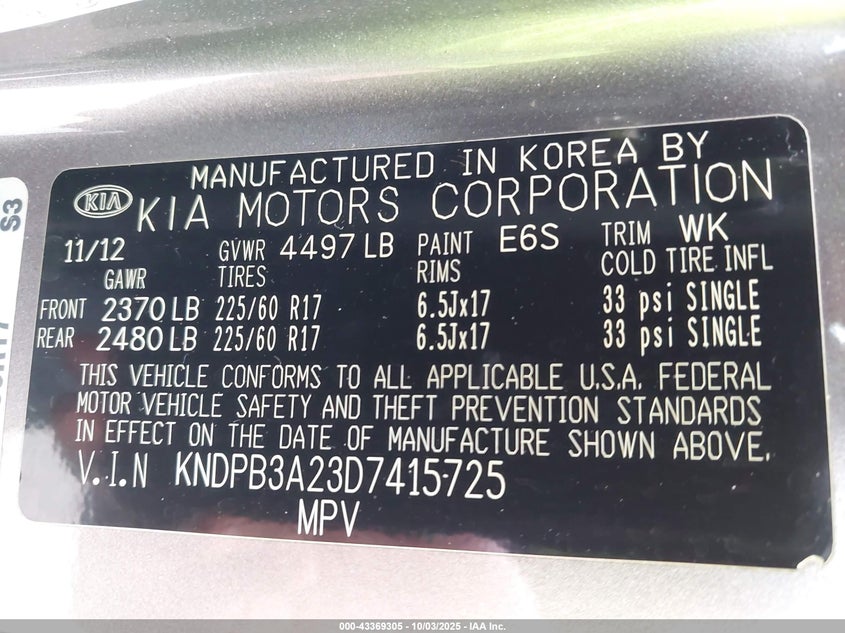 MANUFACTURED IN KOREA BY
KIA KIA MOTORS CORPORATION
11/12 GVWR 4497 LB PAINT E6S TRIM WK
GAWR TIRES RIMS COLD TIRE INFL
FRONT 2370 LB 225/60 R17 6.5Jx17 33 psi SINGLE
REAR 2480 LB 225/60 R17 6.5Jx17 33 psi SINGLE
THIS VEHICLE CONFORMS TO ALL APPLICABLE U.S.A. FEDERAL
MOTOR VEHICLE SAFETY AND THEFT PREVENTION STANDARDS
IN EFFECT ON THE DATE OF MANUFACTURE SHOWN ABOVE.
V.I.N KNDPB3A23D7415725
MPV
S3
000-43369305 - 10/03/2025 - IAA Inc.